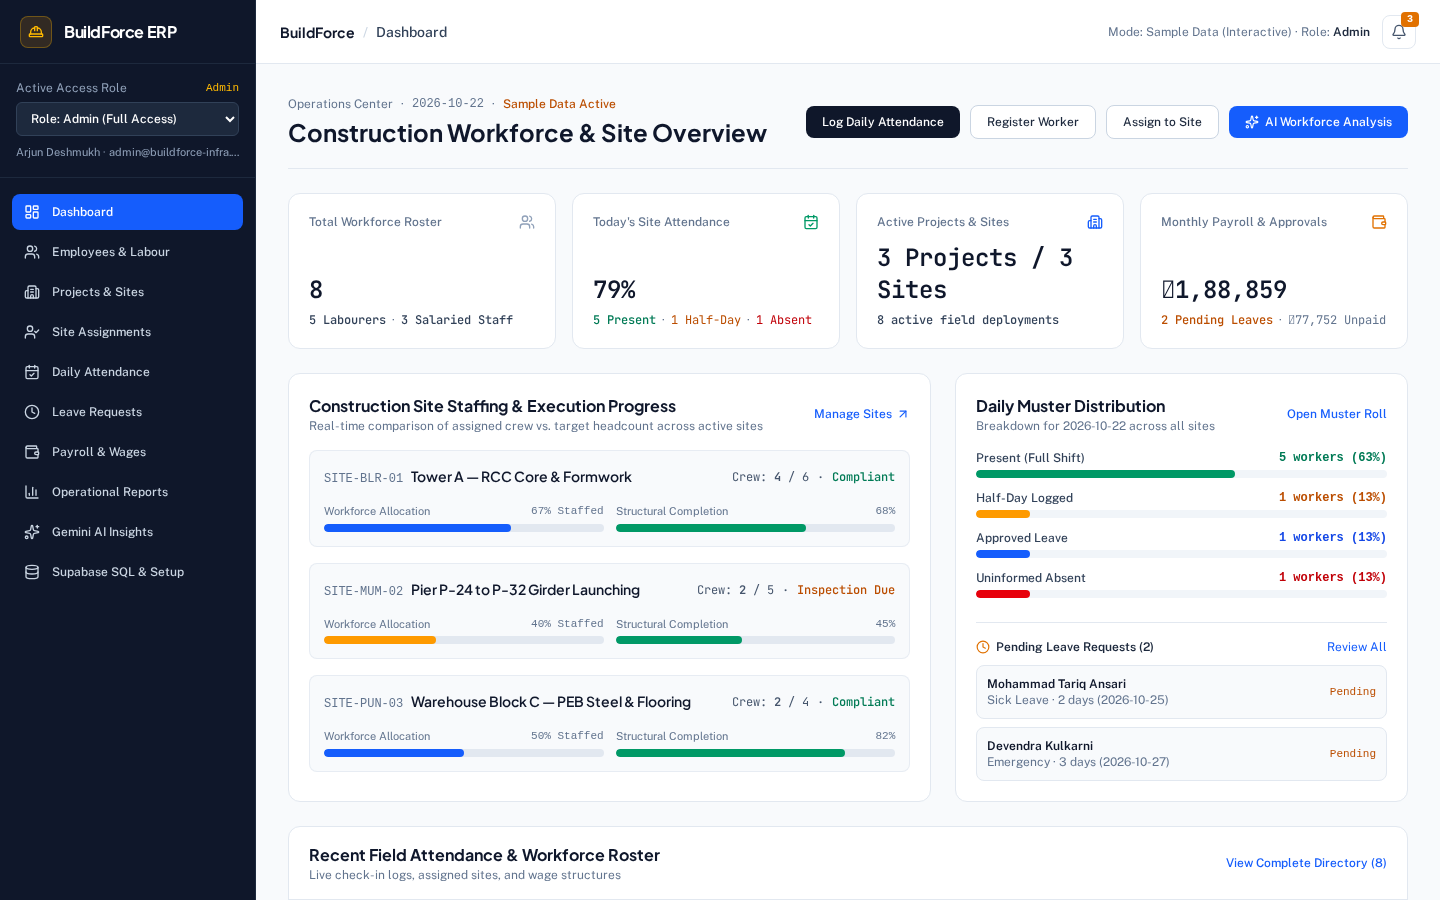 BuildForce ERP
Active Access Role Admin
Role: Admin (Full Access)
Arjun Deshmukh · admin@buildforce-infra....
Dashboard
Employees & Labour
Projects & Sites
Site Assignments
Daily Attendance
Leave Requests
Payroll & Wages
Operational Reports
Gemini AI Insights
Supabase SQL & Setup
BuildForce / Dashboard
Mode: Sample Data (Interactive) · Role: Admin
3
Operations Center · 2026-10-22 · Sample Data Active
Construction Workforce & Site Overview
Log Daily Attendance
Register Worker
Assign to Site
AI Workforce Analysis
Total Workforce Roster
8
5 Labourers · 3 Salaried Staff
Today's Site Attendance
79%
5 Present · 1 Half-Day · 1 Absent
Active Projects & Sites
3 Projects / 3
Sites
8 active field deployments
Monthly Payroll & Approvals
1,88,859
2 Pending Leaves · 77,752 Unpaid
Construction Site Staffing & Execution Progress
Real-time comparison of assigned crew vs. target headcount across active sites
Manage Sites
SITE-BLR-01 Tower A — RCC Core & Formwork
Crew: 4 / 6 · Compliant
Workforce Allocation 67% Staffed
Structural Completion 68%
SITE-MUM-02 Pier P-24 to P-32 Girder Launching
Crew: 2 / 5 · Inspection Due
Workforce Allocation 40% Staffed
Structural Completion 45%
SITE-PUN-03 Warehouse Block C — PEB Steel & Flooring
Crew: 2 / 4 · Compliant
Workforce Allocation 50% Staffed
Structural Completion 82%
Daily Muster Distribution
Breakdown for 2026-10-22 across all sites
Open Muster Roll
Present (Full Shift) 5 workers (63%)
Half-Day Logged 1 workers (13%)
Approved Leave 1 workers (13%)
Uninformed Absent 1 workers (13%)
Pending Leave Requests (2) Review All
Mohammad Tariq Ansari
Sick Leave · 2 days (2026-10-25)
Pending
Devendra Kulkarni
Emergency · 3 days (2026-10-27)
Pending
Recent Field Attendance & Workforce Roster
Live check-in logs, assigned sites, and wage structures
View Complete Directory (8)